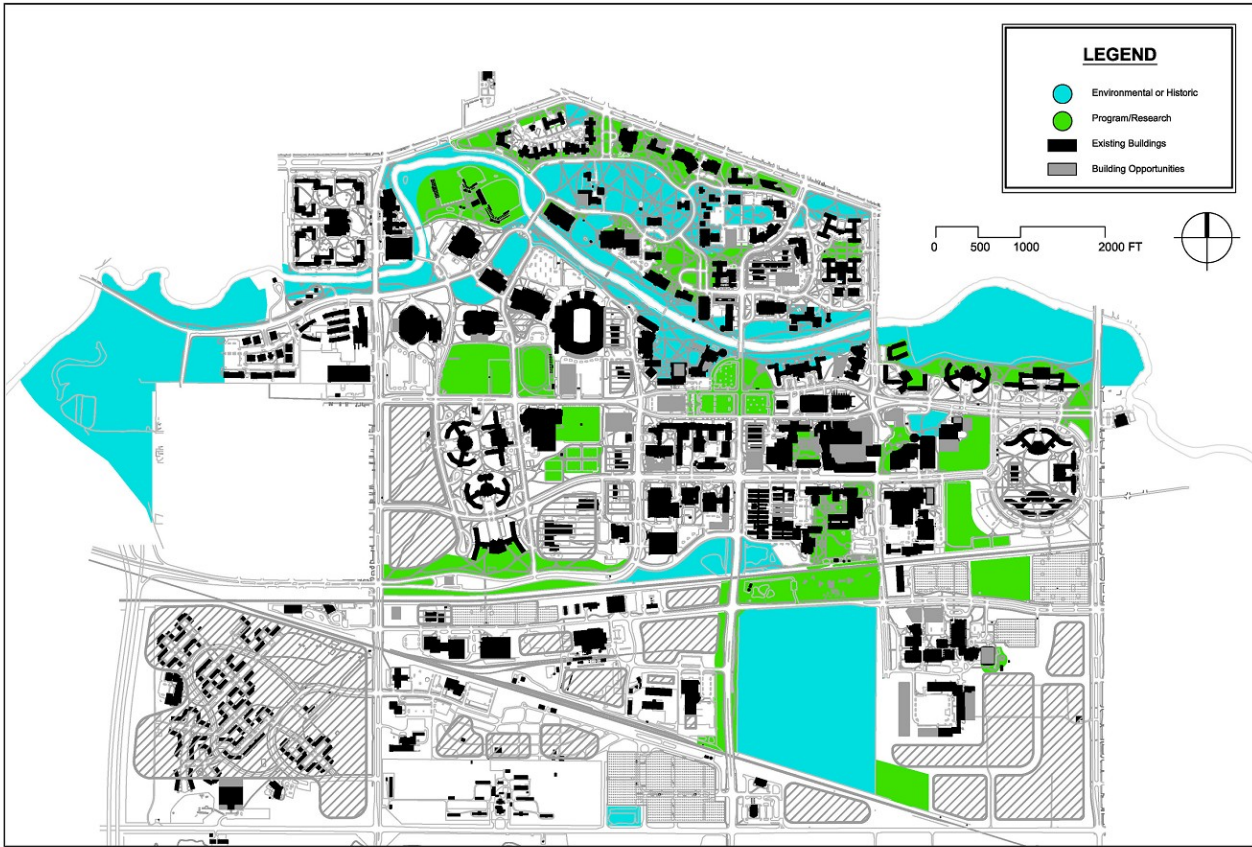 LEGEND
Environmental or Historic
Program/Research
Existing Buildings
Building Opportunities
0 500 1000 2000 FT